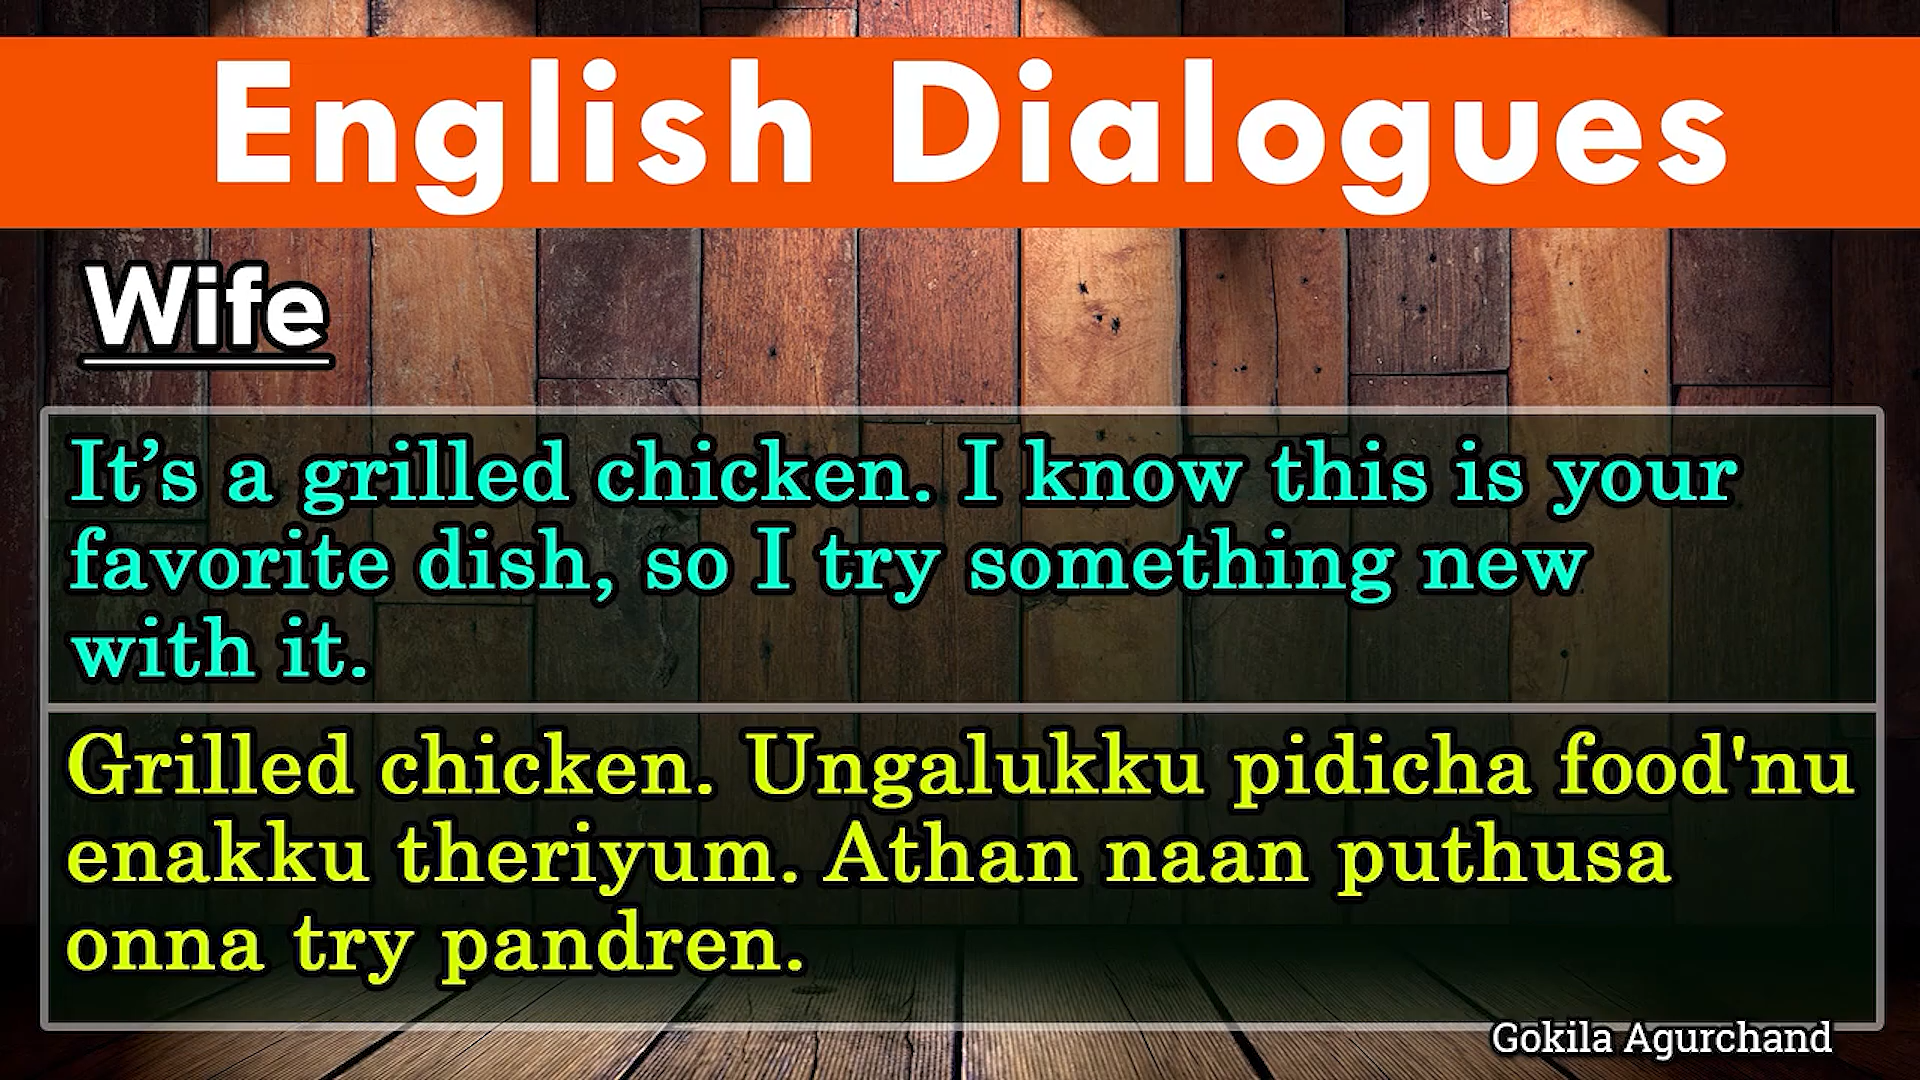 English Dialogues
Wife
It’s a grilled chicken. I know this is your
favorite dish, so I try something new
with it.
Grilled chicken. Ungalukku pidicha food'nu
enakku theriyum. Athan naan puthusa
onna try pandren.
Gokila Agurchand